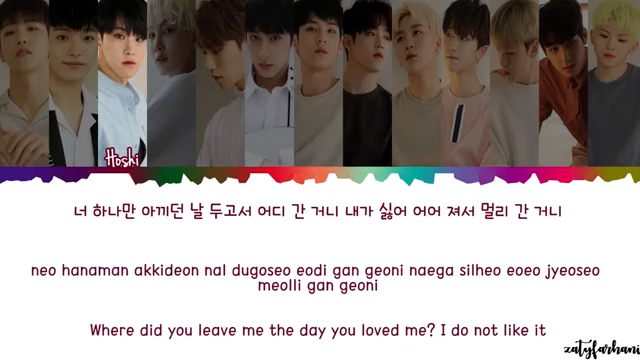 Hoshi
너 하나만 아끼던 날 두고서 어디 간 거니 내가 싫어 어어 져서 멀리 간 거니
neo hanaman akkideon nal dugoseo eodi gan geoni naega silheo eoeo jyeoseo
meolli gan geoni
Where did you leave me the day you loved me? I do not like it
zatyfarhani